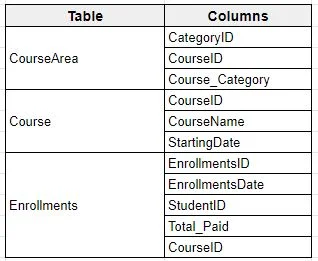 Table Columns
CourseArea
CategoryID
CourseID
Course_Category
Course
CourseID
CourseName
StartingDate
Enrollments
EnrollmentsID
EnrollmentsDate
StudentID
Total_Paid
CourseID